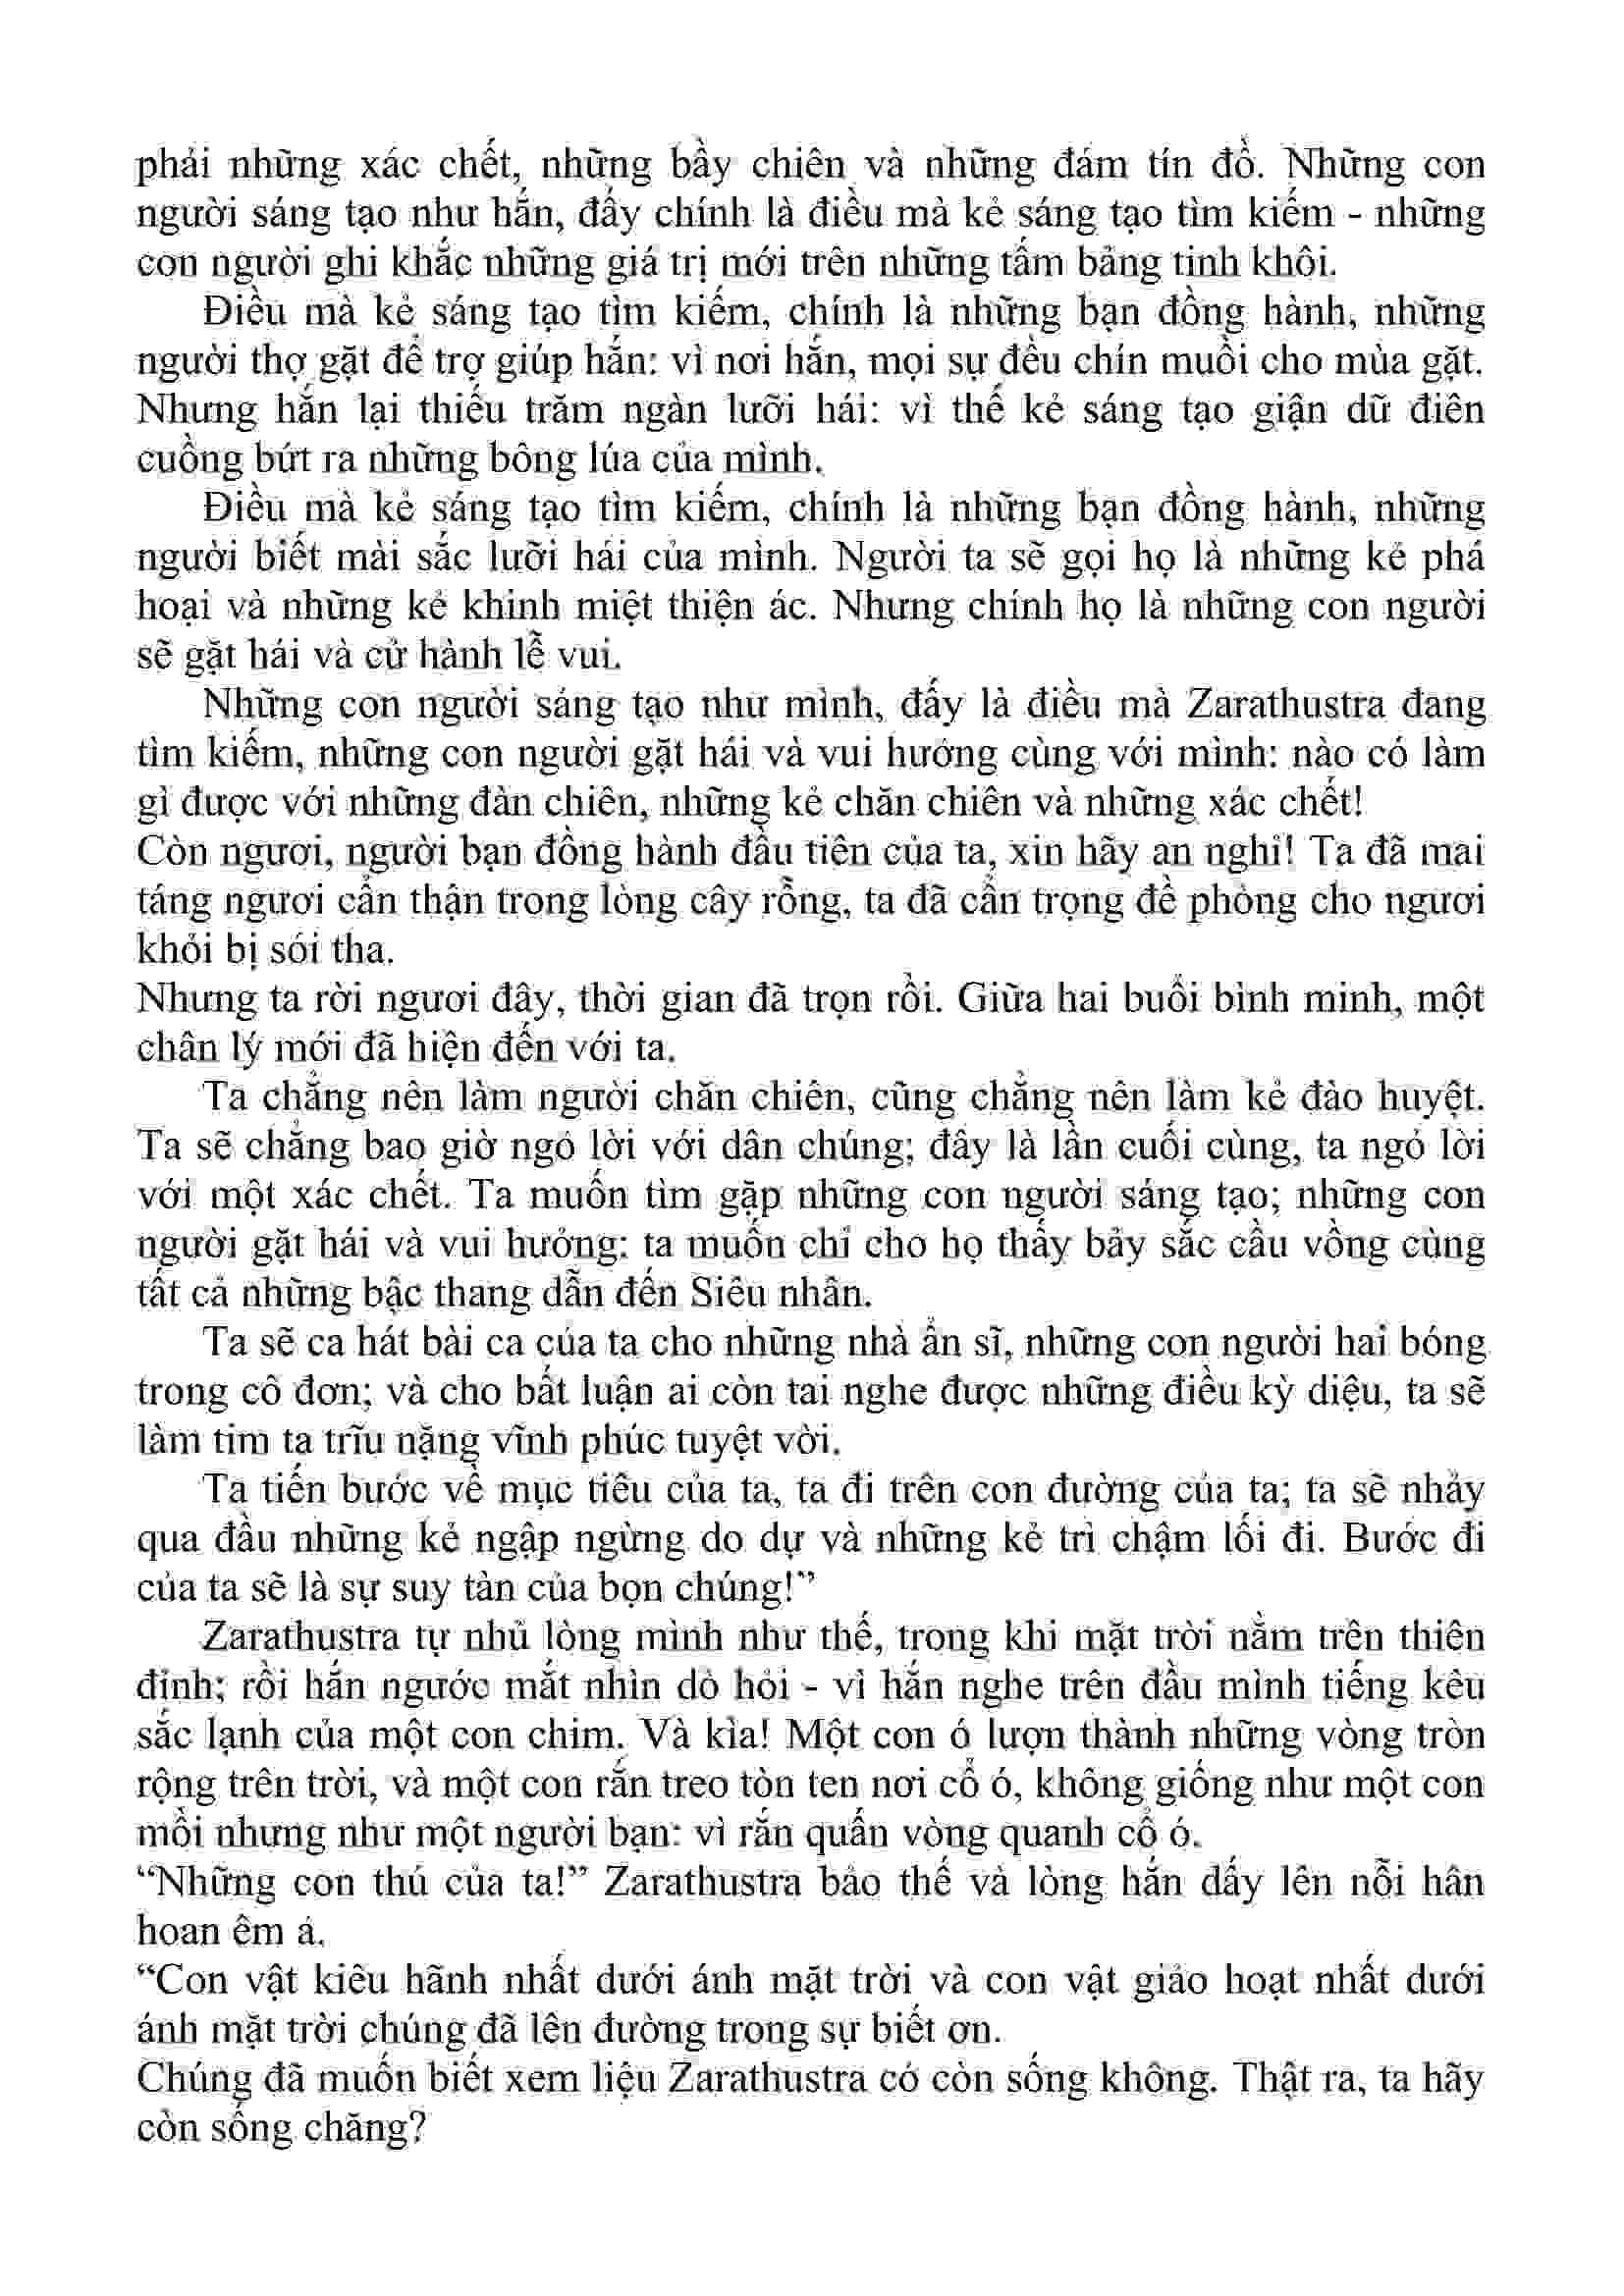 phải những xác chết, những bầy chiên và những đám tín đồ. Những con
người sáng tạo như hắn, đấy chính là điều mà kẻ sáng tạo tìm kiếm - những
con người ghi khắc những giá trị mới trên những tấm bảng tinh khôi.
Điều mà kẻ sáng tạo tìm kiếm, chính là những bạn đồng hành, những
người thợ gặt để trợ giúp hắn: vì nơi hắn, mọi sự đều chín muồi cho mùa gặt.
Nhưng hắn lại thiếu trăm ngàn lưỡi hái: vì thế kẻ sáng tạo giận dữ điên
cuồng bứt ra những bông lúa của mình.
Điều mà kẻ sáng tạo tìm kiếm, chính là những bạn đồng hành, những
người biết mài sắc lưỡi hái của mình. Người ta sẽ gọi họ là những kẻ phá
hoại và những kẻ khinh miệt thiện ác. Nhưng chính họ là những con người
sẽ gặt hái và cử hành lễ vui.
Những con người sáng tạo như mình, đấy là điều mà Zarathustra đang
tìm kiếm, những con người gặt hái và vui hưởng cùng với mình: nào có làm
gì được với những đàn chiên, những kẻ chăn chiên và những xác chết!
Còn ngươi, người bạn đồng hành đầu tiên của ta, xin hãy an nghỉ! Ta đã mai
táng ngươi cẩn thận trong lòng cây rỗng, ta đã cẩn trọng đề phòng cho ngươi
khỏi bị sói tha.
Nhưng ta rời ngươi đây, thời gian đã trọn rồi. Giữa hai buổi bình minh, một
chân lý mới đã hiện đến với ta.
Ta chẳng nên làm người chăn chiên, cũng chẳng nên làm kẻ đào huyệt.
Ta sẽ chẳng bao giờ ngỏ lời với dân chúng; đây là lần cuối cùng, ta ngỏ lời
với một xác chết. Ta muốn tìm gặp những con người sáng tạo; những con
người gặt hái và vui hưởng: ta muốn chỉ cho họ thấy bảy sắc cầu vồng cùng
tất cả những bậc thang dẫn đến Siêu nhân.
Ta sẽ ca hát bài ca của ta cho những nhà ẩn sĩ, những con người hai bóng
trong cô đơn; và cho bất luận ai còn tai nghe được những điều kỳ diệu, ta sẽ
làm tim ta trĩu nặng vĩnh phúc tuyệt vời.
Ta tiến bước về mục tiêu của ta, ta đi trên con đường của ta; ta sẽ nhảy
qua đầu những kẻ ngập ngừng do dự và những kẻ trì chậm lối đi. Bước đi
của ta sẽ là sự suy tàn của bọn chúng!”
Zarathustra tự nhủ lòng mình như thế, trong khi mặt trời nằm trên thiên
đỉnh; rồi hắn ngước mắt nhìn dò hỏi - vì hắn nghe trên đầu mình tiếng kêu
sắc lạnh của một con chim. Và kìa! Một con ó lượn thành những vòng tròn
rộng trên trời, và một con rắn treo tòn ten nơi cổ ó, không giống như một con
mồi nhưng như một người bạn: vì rắn quấn vòng quanh cổ ó.
“Những con thú của ta!” Zarathustra bảo thế và lòng hắn dấy lên nỗi hân
hoan êm ả.
“Con vật kiêu hãnh nhất dưới ánh mặt trời và con vật giảo hoạt nhất dưới
ánh mặt trời chúng đã lên đường trong sự biết ơn.
Chúng đã muốn biết xem liệu Zarathustra có còn sống không. Thật ra, ta hãy
còn sống chăng?